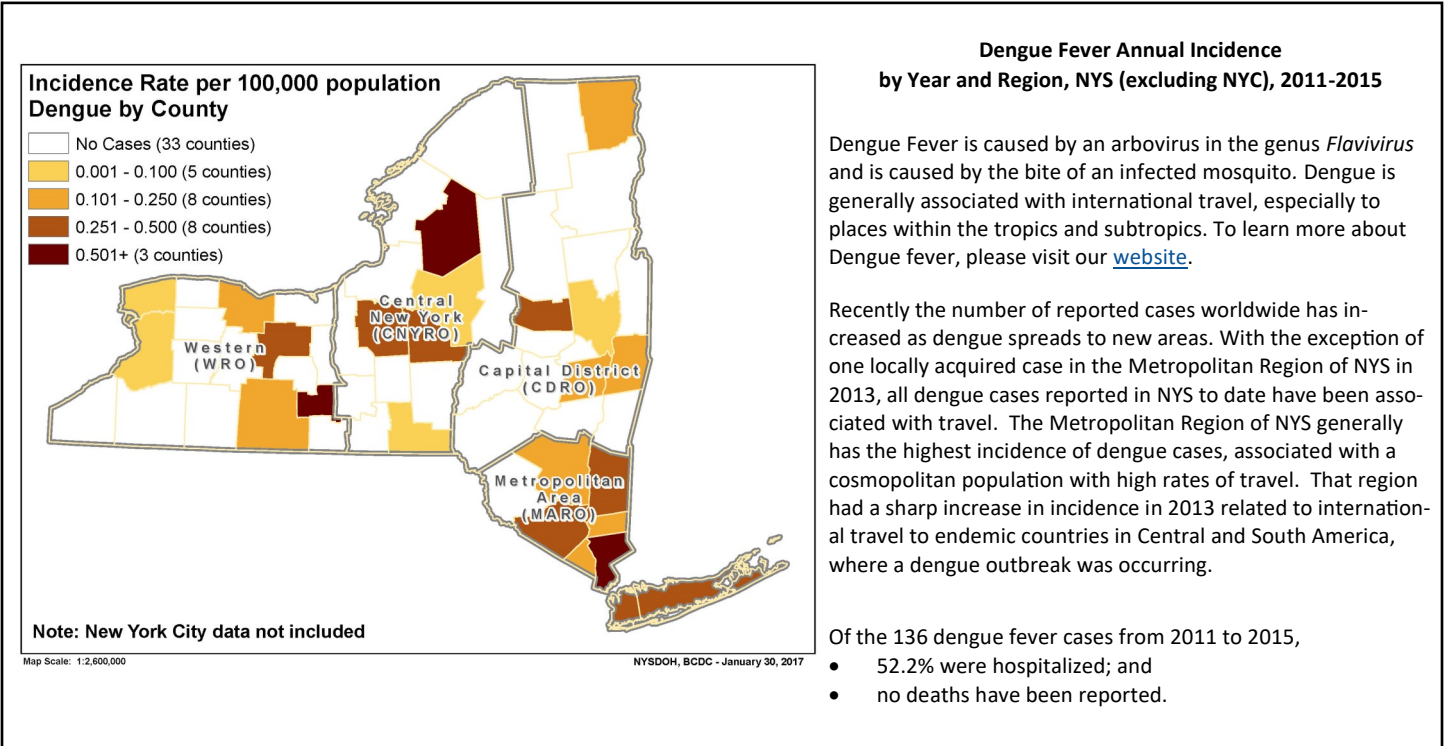 Incidence Rate per 100,000 population
Dengue by County
No Cases (33 counties)
0.001 - 0.100 (5 counties)
0.101 - 0.250 (8 counties)
0.251 - 0.500 (8 counties)
0.501+ (3 counties)
Central
New York
(CNYRO)
Western
(WRO)
Capital District
(CDRO)
Metropolitan
Area
(MARO)
Note: New York City data not included
Map Scale: 1:2,600,000
NYSDOH, BCDC - January 30, 2017
Dengue Fever Annual Incidence
by Year and Region, NYS (excluding NYC), 2011-2015
Dengue Fever is caused by an arbovirus in the genus Flavivirus
and is caused by the bite of an infected mosquito. Dengue is
generally associated with international travel, especially to
places within the tropics and subtropics. To learn more about
Dengue fever, please visit our website.
Recently the number of reported cases worldwide has in-
creased as dengue spreads to new areas. With the exception of
one locally acquired case in the Metropolitan Region of NYS in
2013, all dengue cases reported in NYS to date have been asso-
ciated with travel. The Metropolitan Region of NYS generally
has the highest incidence of dengue cases, associated with a
cosmopolitan population with high rates of travel. That region
had a sharp increase in incidence in 2013 related to internation-
al travel to endemic countries in Central and South America,
where a dengue outbreak was occurring.
Of the 136 dengue fever cases from 2011 to 2015,
• 52.2% were hospitalized; and
• no deaths have been reported.